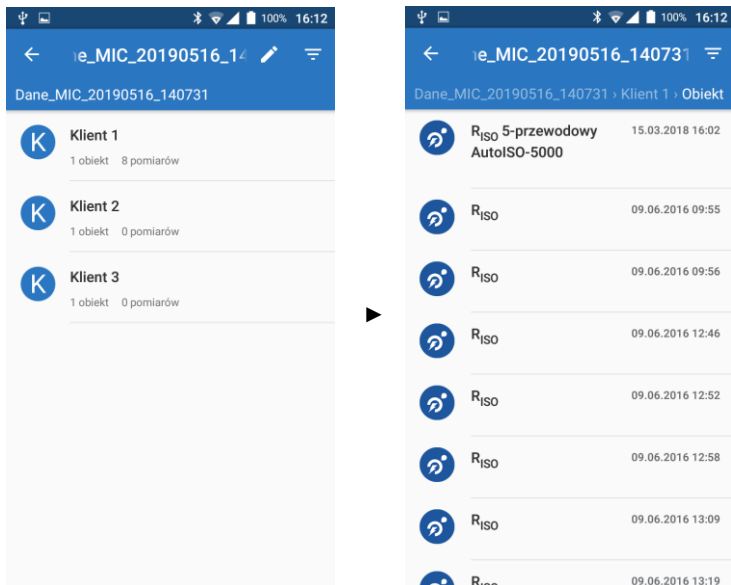 100% 16:12
e_MIC_20190516_14
Dane_MIC_20190516_140731
K Klient 1
1 obiekt 8 pomiarów
K Klient 2
1 obiekt 0 pomiarów
K Klient 3
1 obiekt 0 pomiarów
►
100% 16:12
e_MIC_20190516_140731
Dane_MIC_20190516_140731 › Klient 1 › Obiekt
RISO 5-przewodowy 15.03.2018 16:02
AutoISO-5000
RISO 09.06.2016 09:55
RISO 09.06.2016 09:56
RISO 09.06.2016 12:46
RISO 09.06.2016 12:52
RISO 09.06.2016 12:58
RISO 09.06.2016 13:09
RISO 09.06.2016 13:19